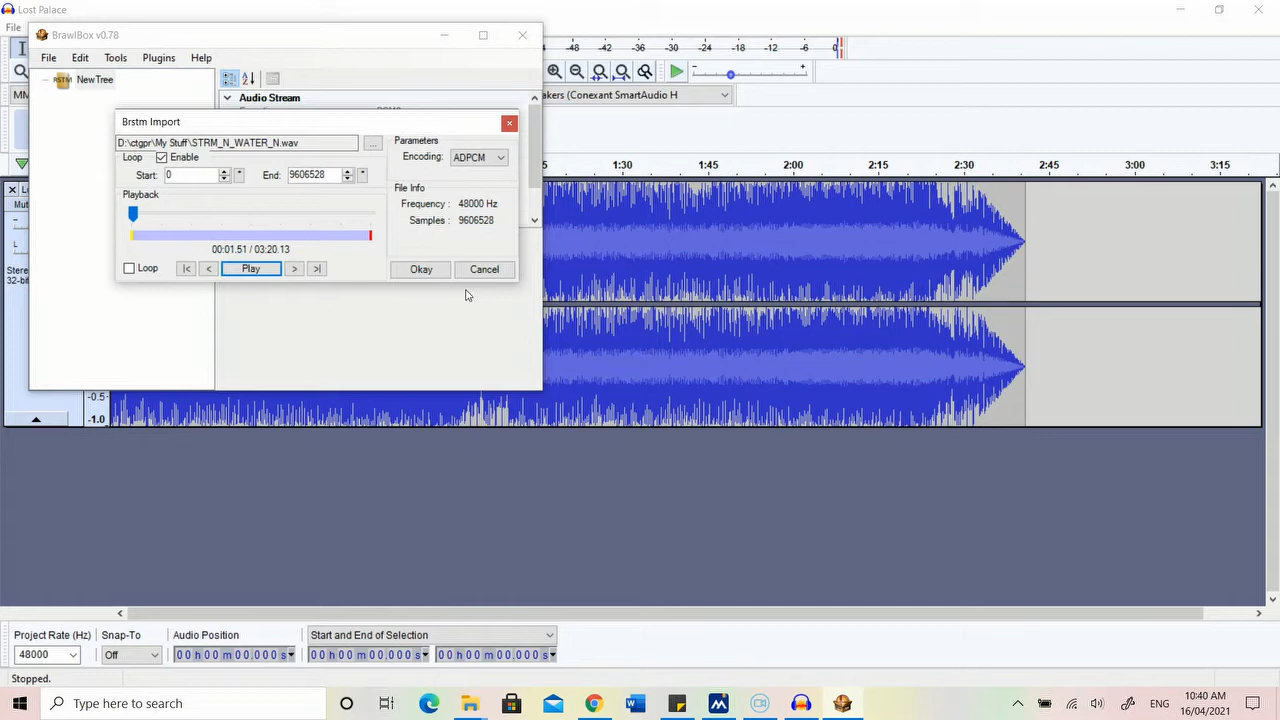 Lost Palace
File
BrawlBox v0.78
File Edit Tools Plugins Help
-48 -42 -36 -30 -24 -18 -12 -6 0
RSTM NewTree
Audio Stream
akers (Conexant SmartAudio H
Brstm Import
D:\ctgpr\My Stuff\STRM_N_WATER_N.wav ...
Loop Enable
Start: 0 * End: 9606528 *
Parameters
Encoding: ADPCM
File Info
Frequency : 48000 Hz
Samples : 9606528
Playback
00:01.51 / 03:20.13
Loop |< < Play > >| Okay Cancel
1:30 1:45 2:00 2:15 2:30 2:45 3:00 3:15
Mut
L
Stereo
32-bit
-0.5
-1.0
Project Rate (Hz) Snap-To Audio Position Start and End of Selection
48000 Off 00 h 00 m 00.000 s 00 h 00 m 00.000 s 00 h 00 m 00.000 s
Stopped.
Type here to search
ENG
10:40 AM
16/04/2021